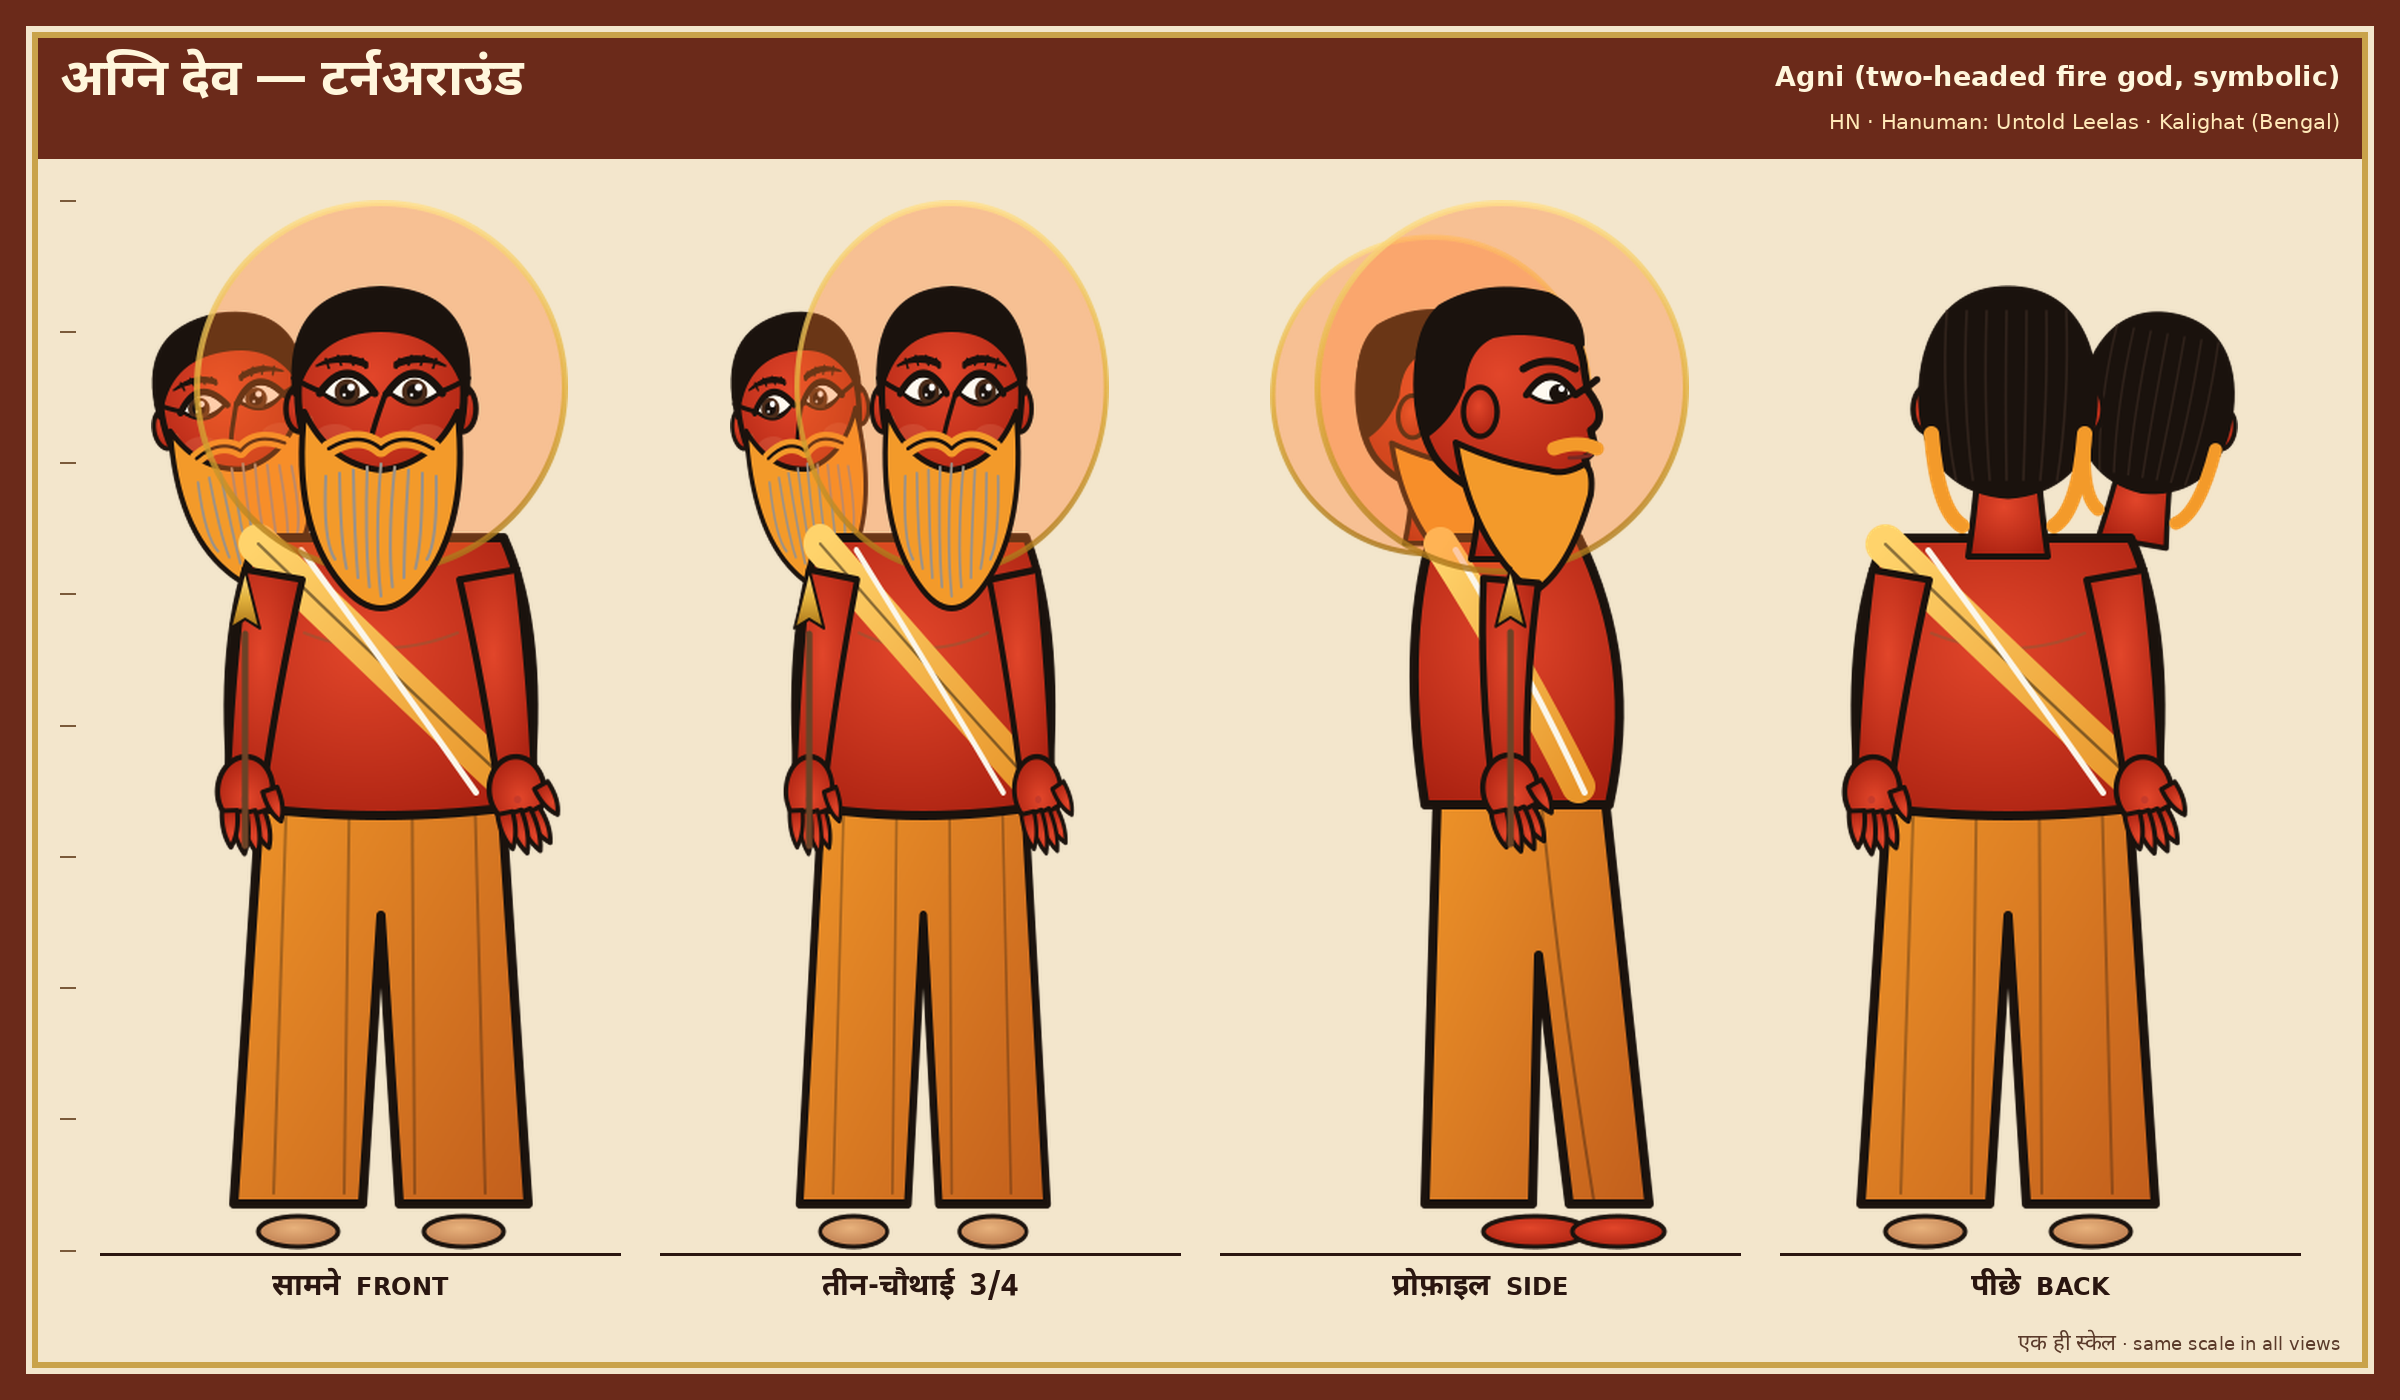 अग्नि देव — टर्नअराउंड
Agni (two-headed fire god, symbolic)
HN · Hanuman: Untold Leelas · Kalighat (Bengal)
सामने FRONT
तीन-चौथाई 3/4
प्रोफ़ाइल SIDE
पीछे BACK
एक ही स्केल · same scale in all views